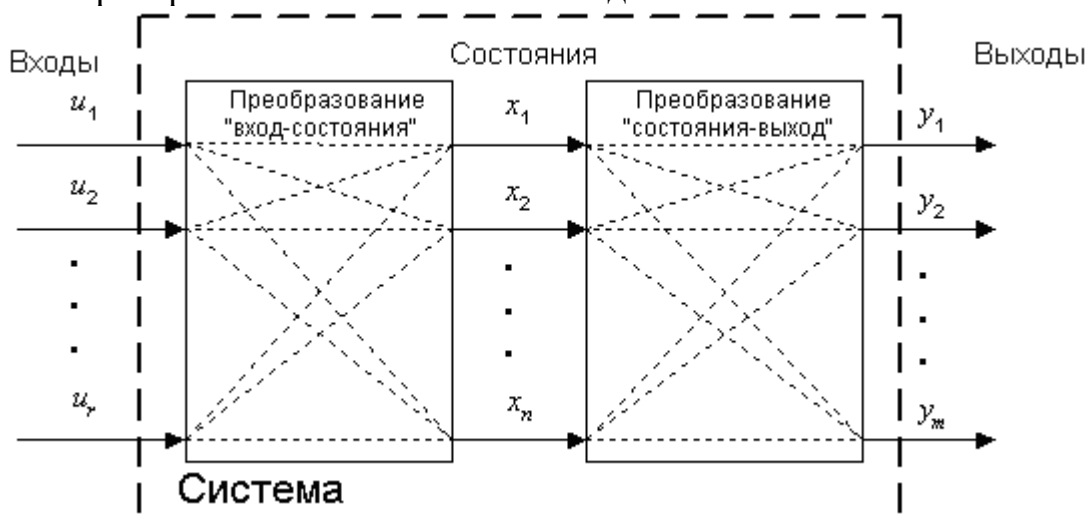 Состояния
Входы
Выходы
Преобразование
"вход-состояния"
Преобразование
"состояния-выход"
u₁
x₁
y₁
u₂
x₂
y₂
uᵣ
xₙ
yₘ
Система